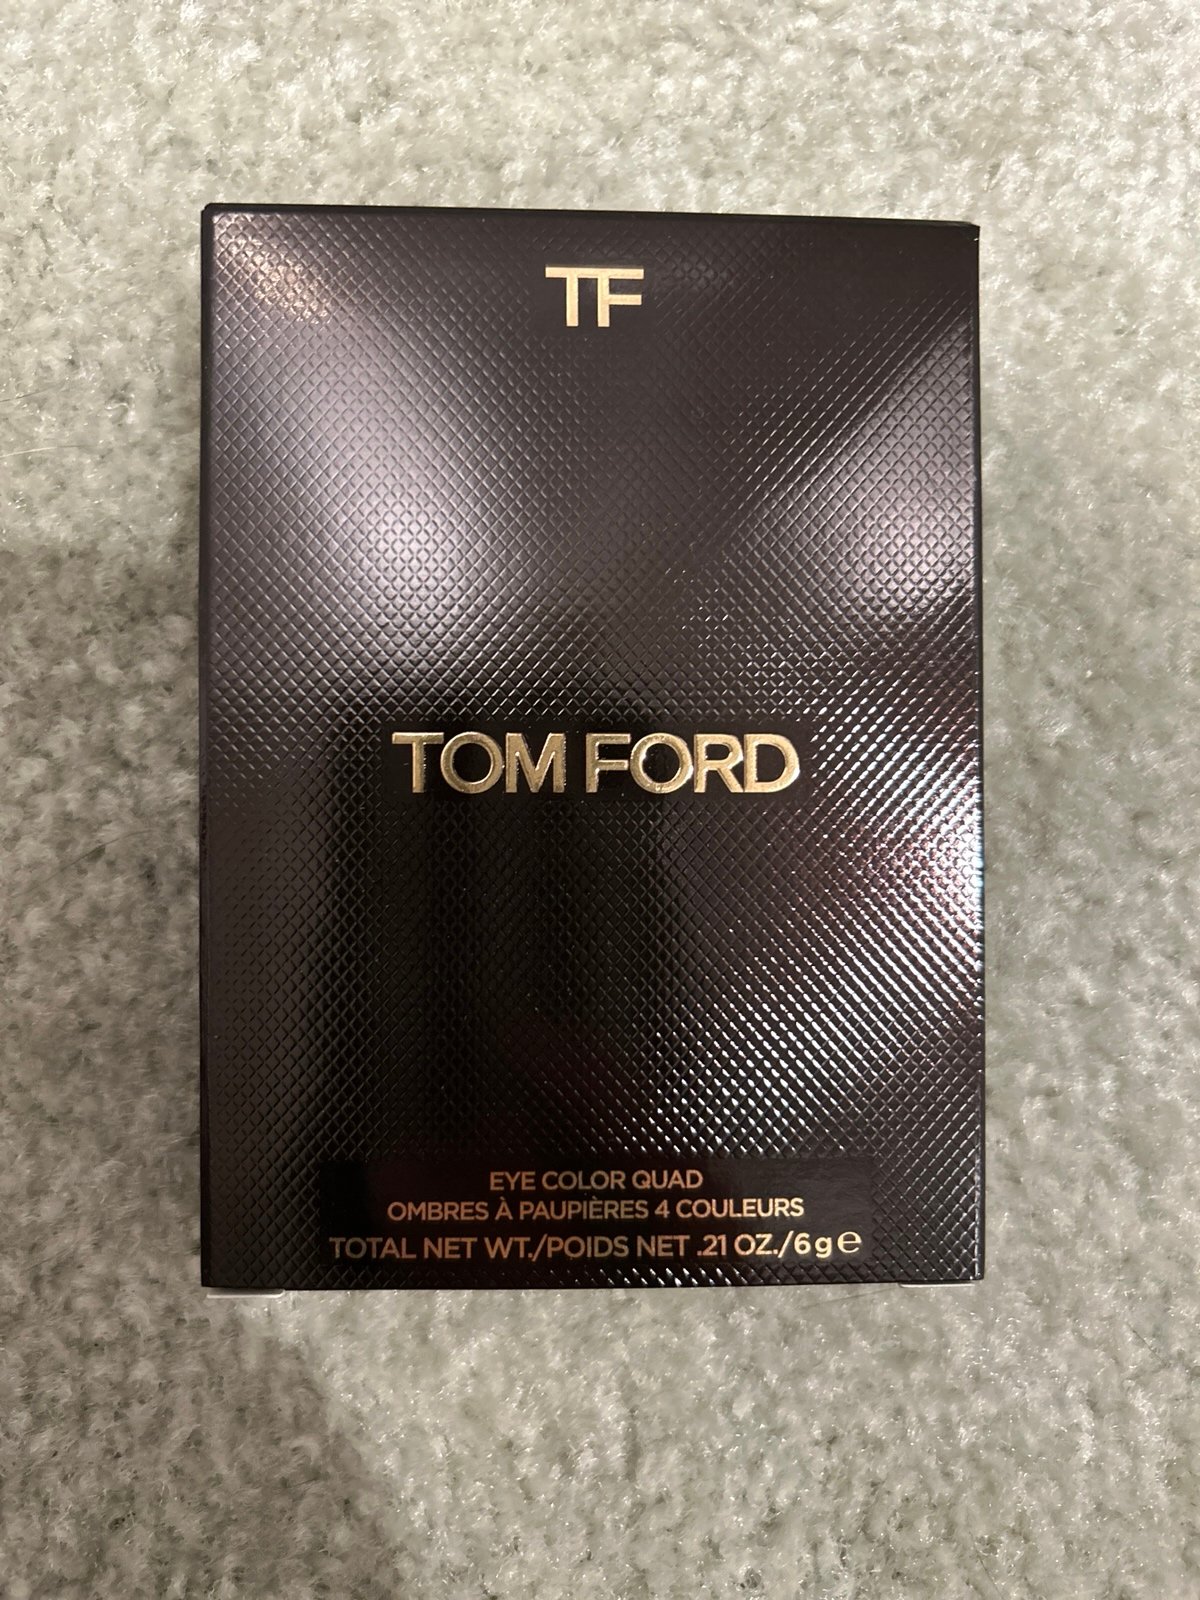 TF
TOM FORD
EYE COLOR QUAD
OMBRES À PAUPIÈRES 4 COULEURS
TOTAL NET WT./POIDS NET .21 OZ./6 g ℮